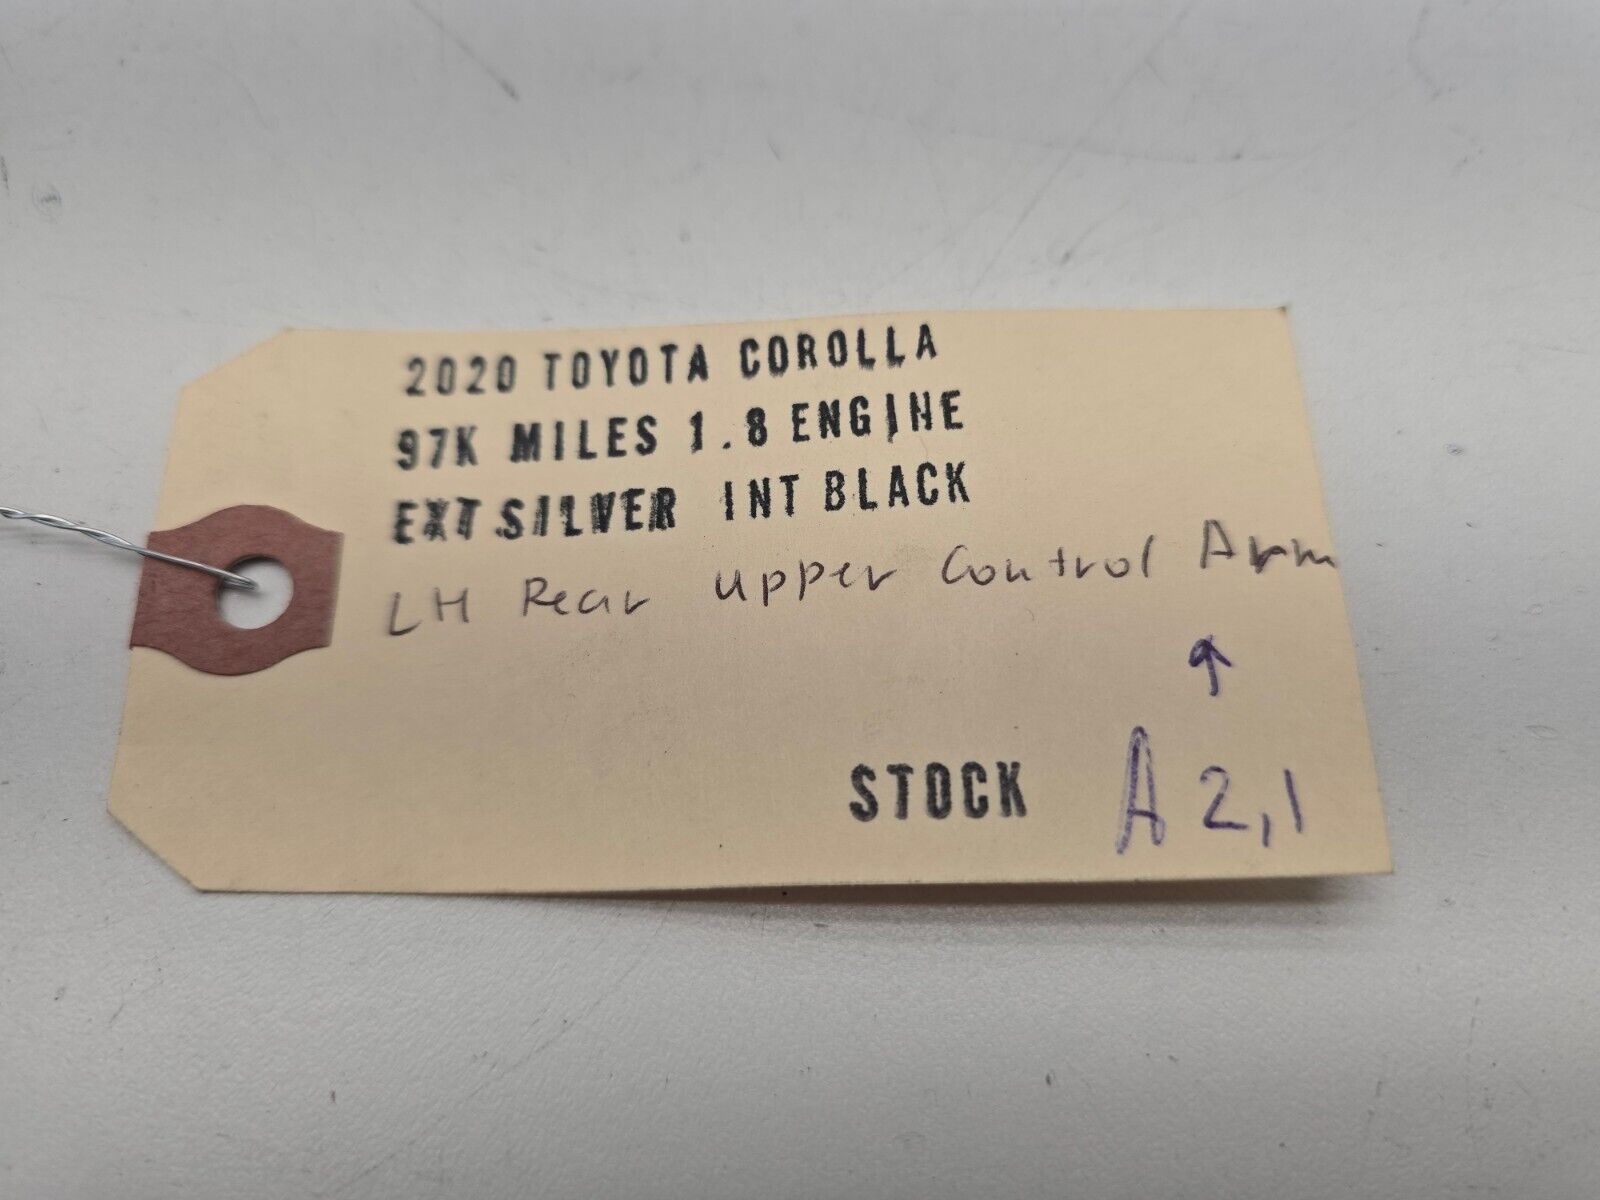 2020 TOYOTA COROLLA
97K MILES 1.8 ENGINE
EXT SILVER INT BLACK
LH Rear upper Control Arm
↑
STOCK A 2,1